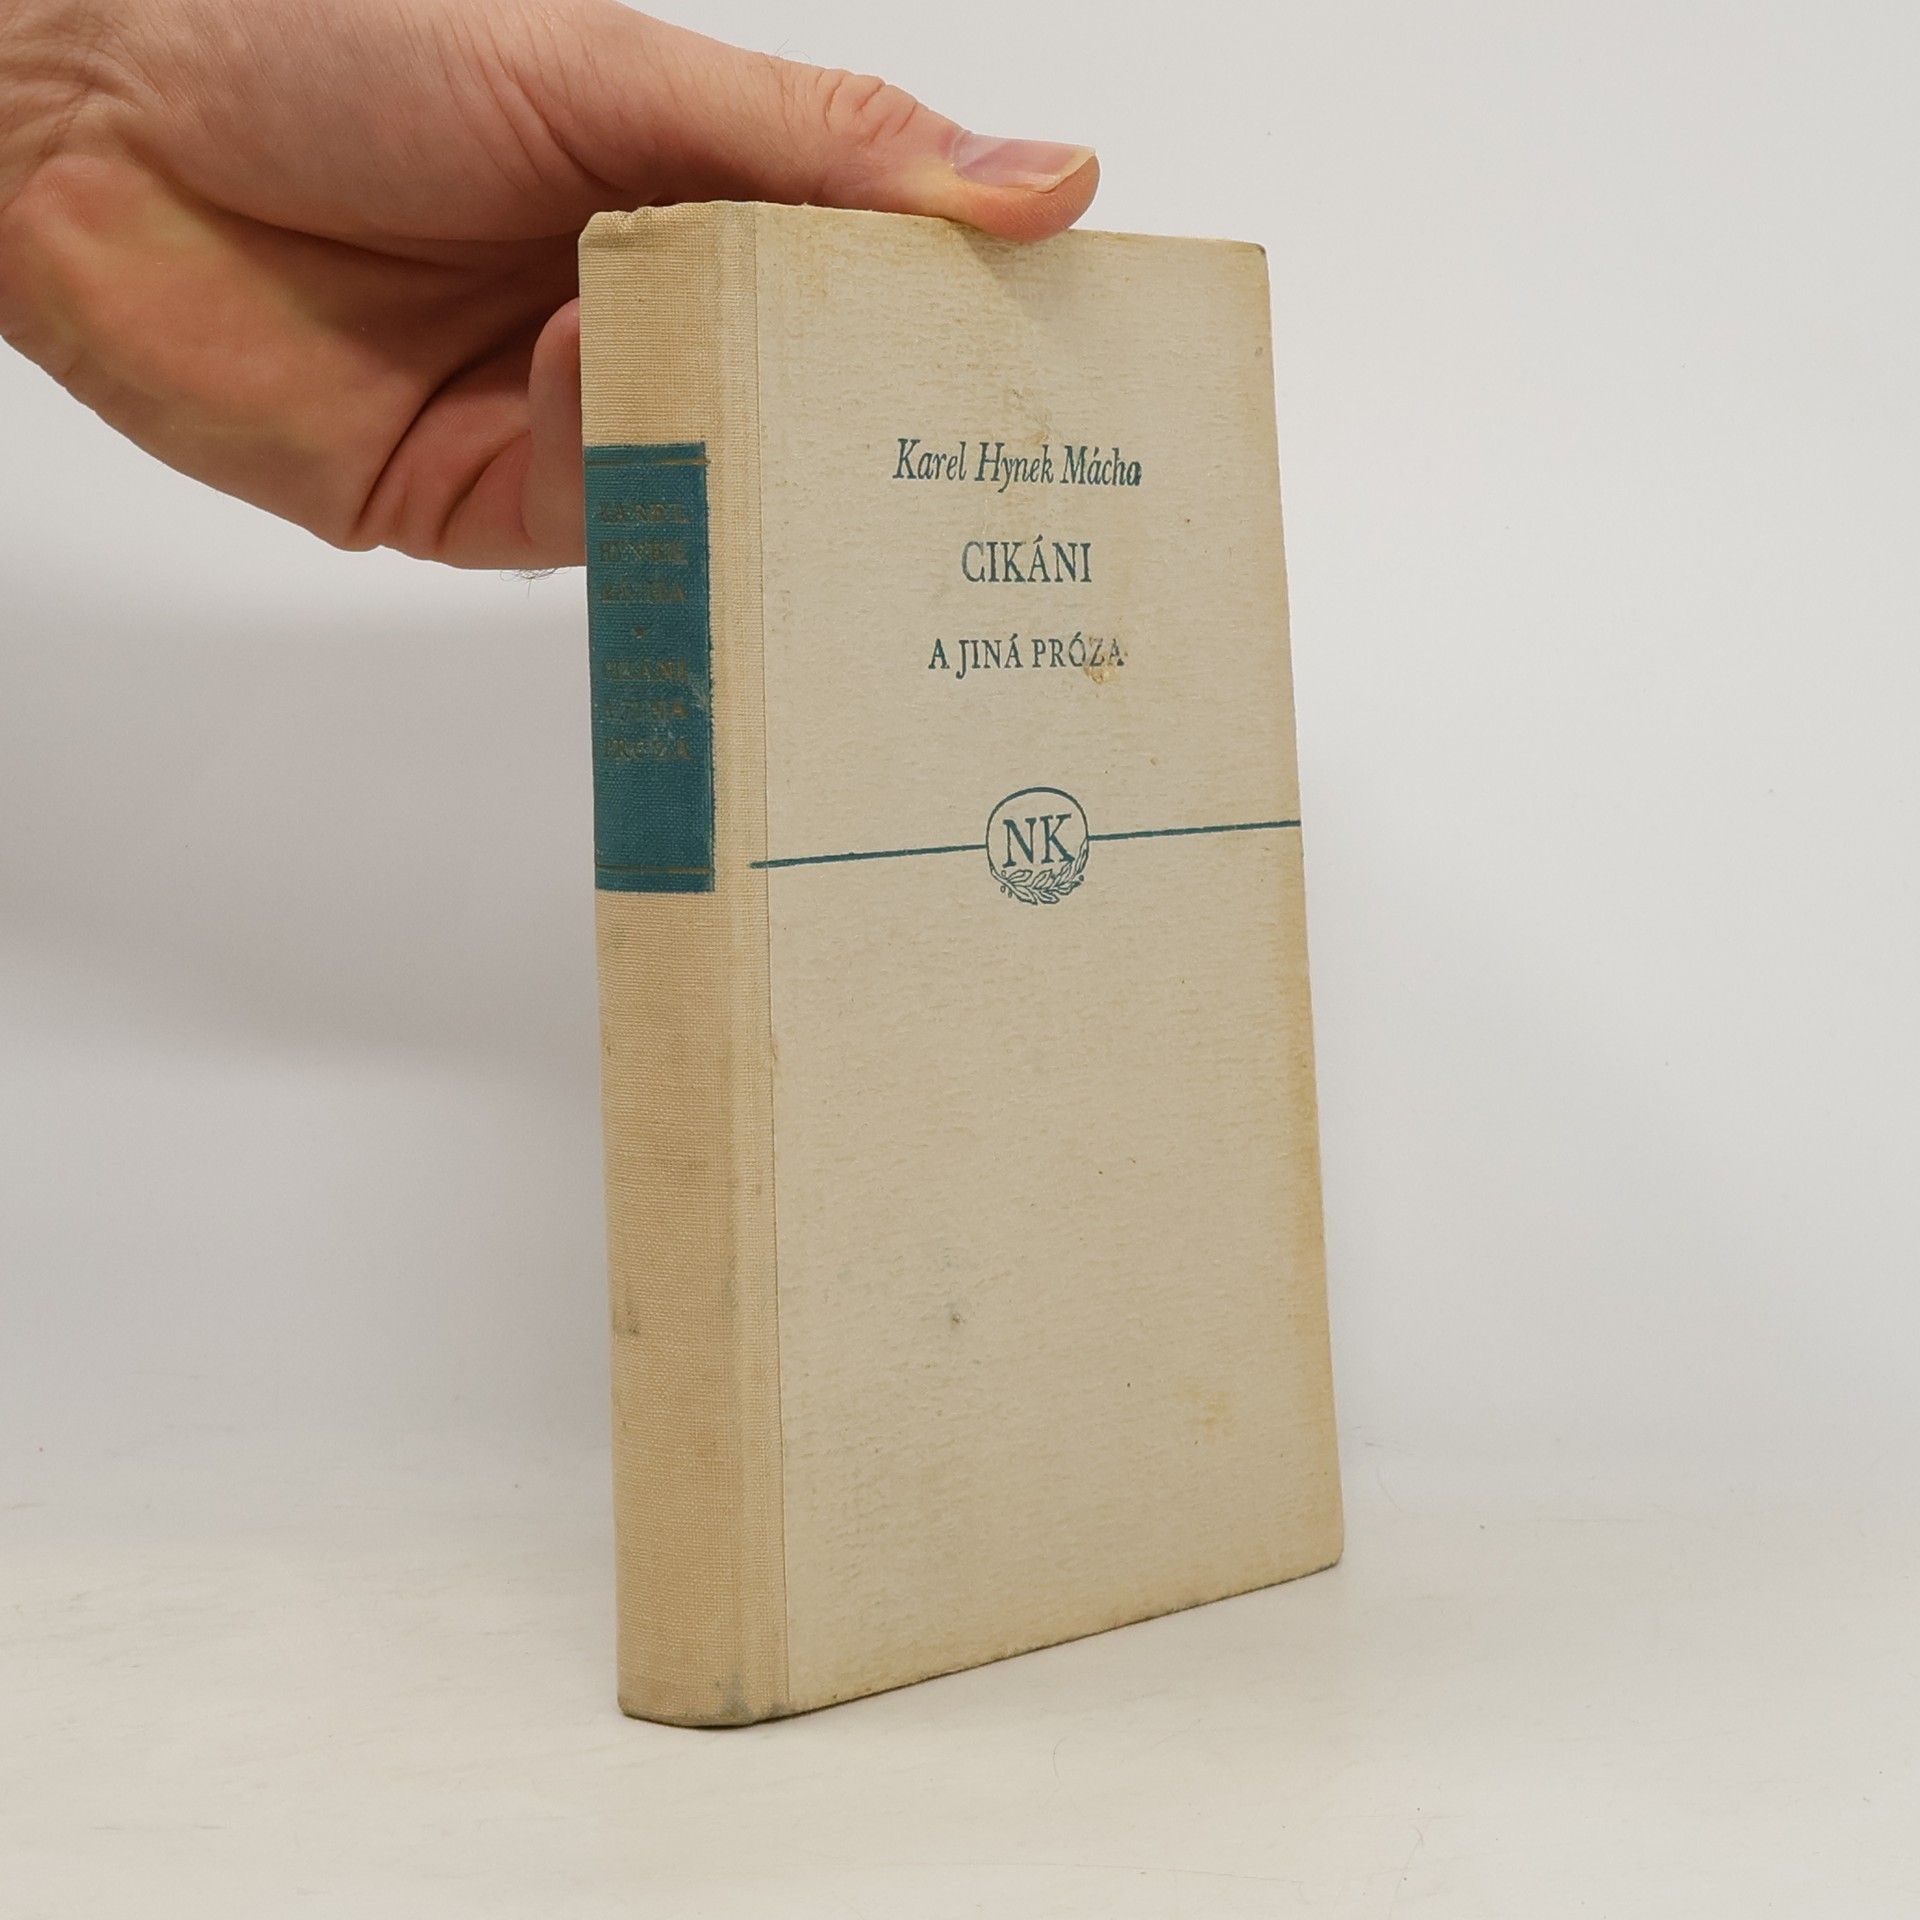 Karel Hynek Mácha
CIKÁNI
A JINÁ PRÓZA
NK
KAREL
HYNEK
MÁCHA
CIKÁNI
A JINÁ
PRÓZA